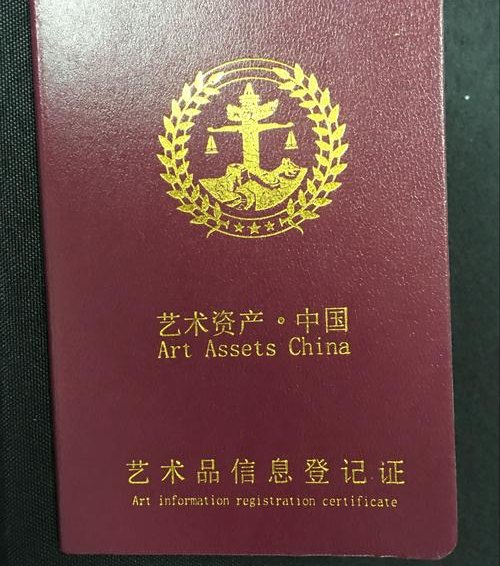 艺术资产·中国
Art Assets China
艺术品信息登记证
Art information registration certificate